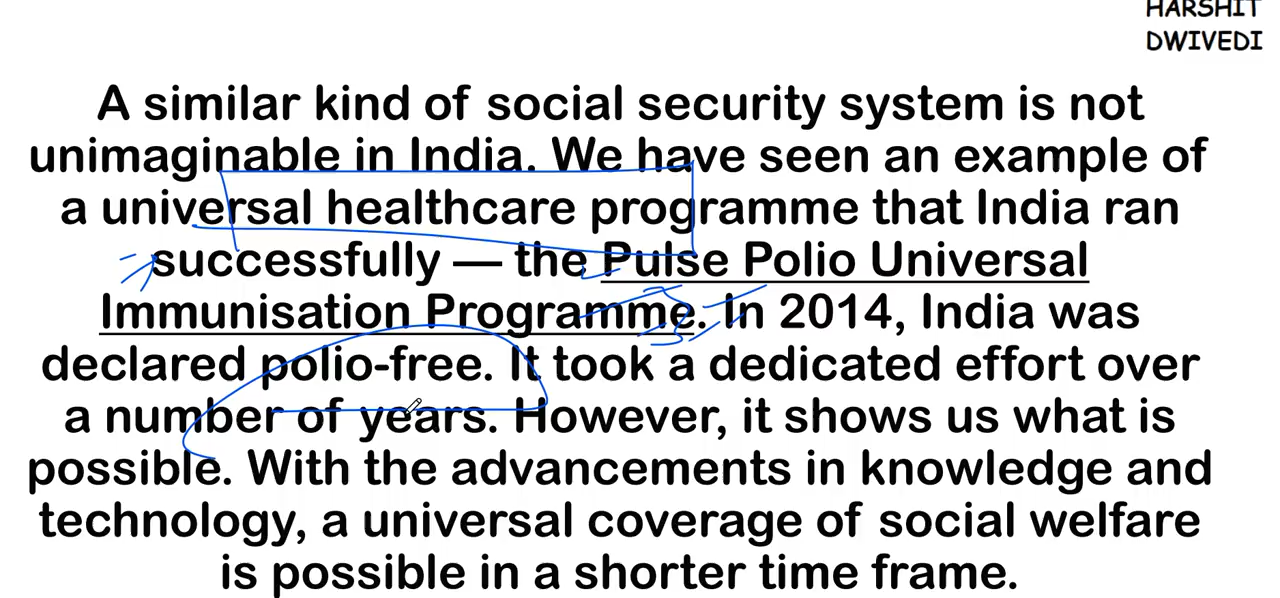 HARSHIT
DWIVEDI
A similar kind of social security system is not
unimaginable in India. We have seen an example of
a universal healthcare programme that India ran
successfully — the Pulse Polio Universal
Immunisation Programme. In 2014, India was
declared polio-free. It took a dedicated effort over
a number of years. However, it shows us what is
possible. With the advancements in knowledge and
technology, a universal coverage of social welfare
is possible in a shorter time frame.